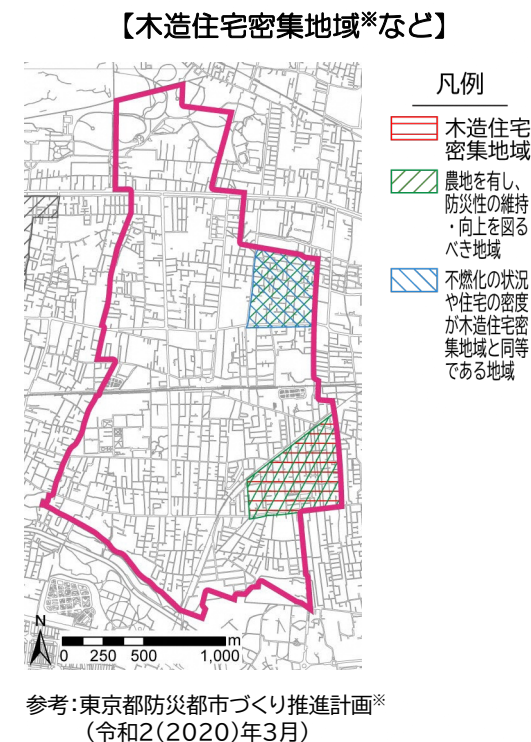 【木造住宅密集地域※など】
凡例
木造住宅
密集地域
農地を有し、
防災性の維持
・向上を図る
べき地域
不燃化の状況
や住宅の密度
が木造住宅密
集地域と同等
である地域
N
m
0 250 500 1,000
参考:東京都防災都市づくり推進計画※
(令和2(2020)年3月)